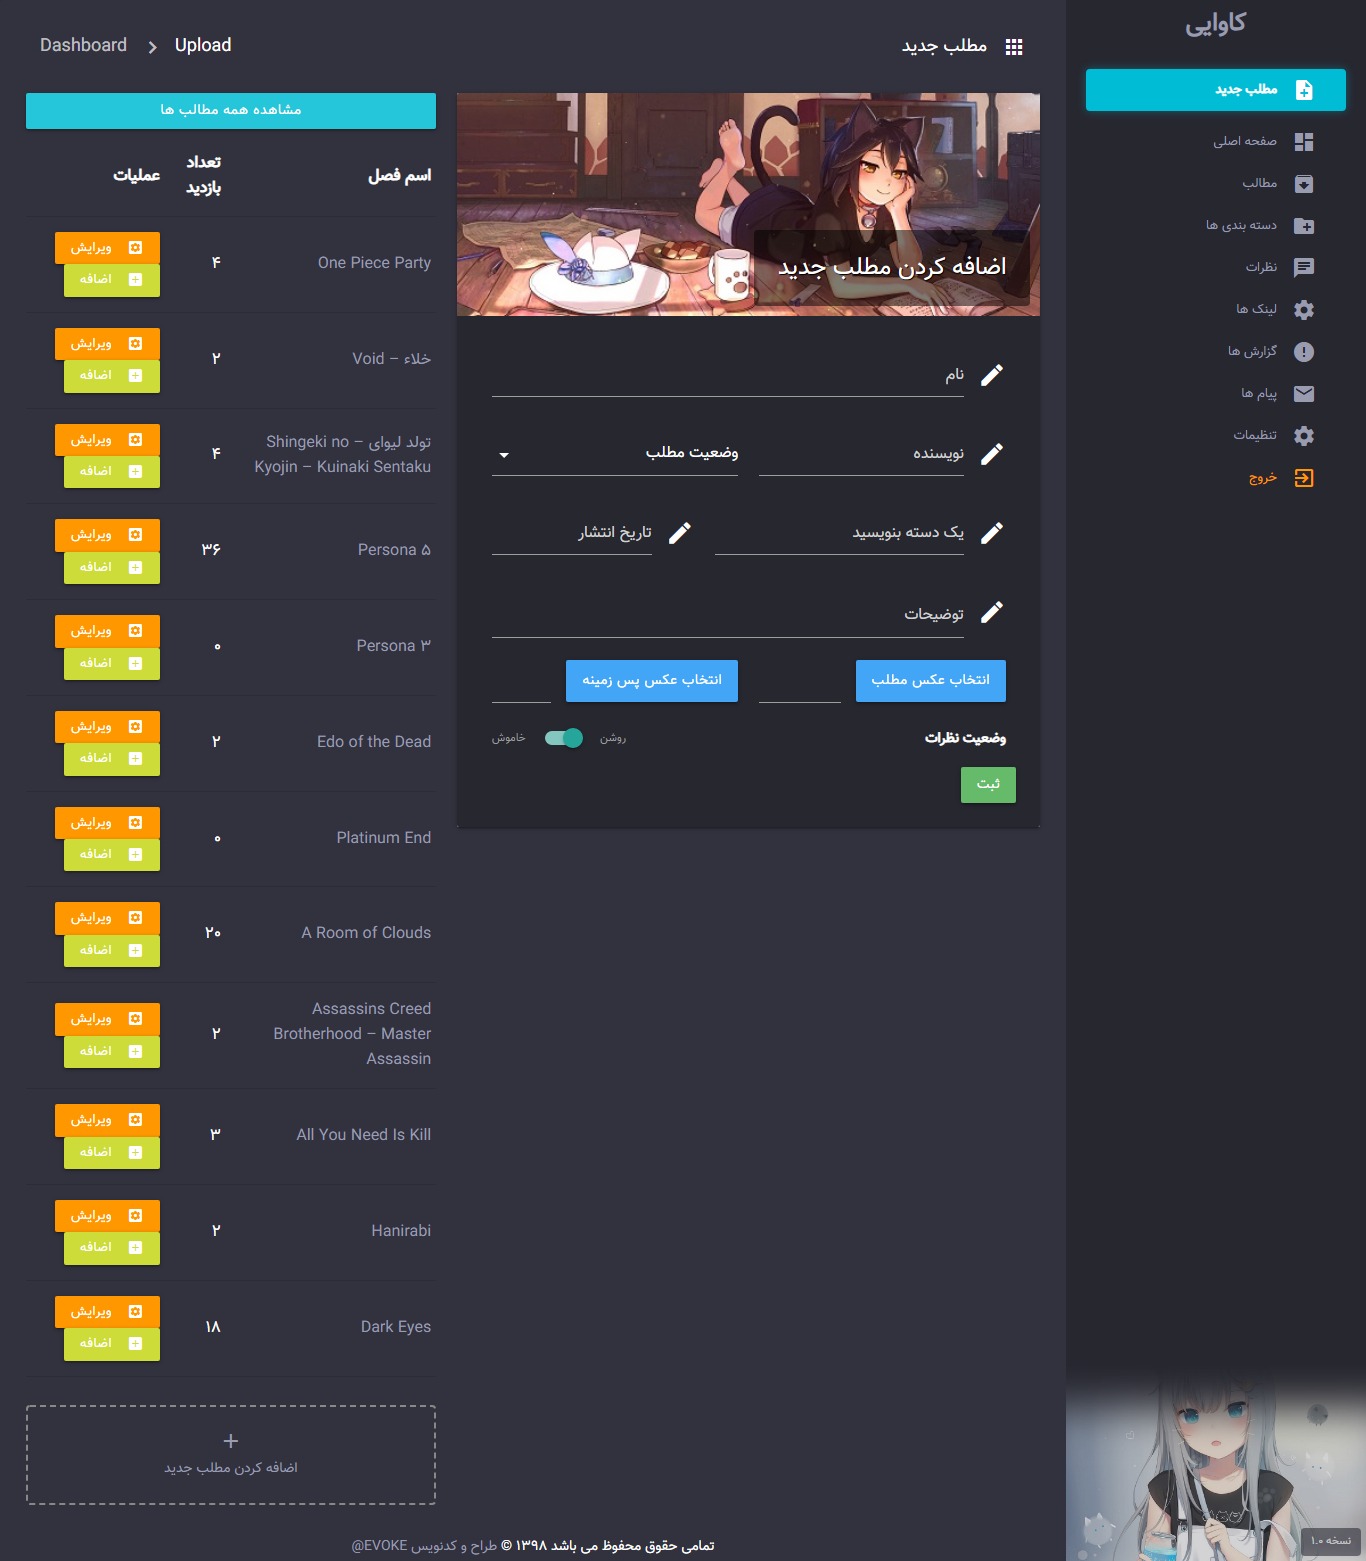 کاوایی
مطلب جدید
صفحه اصلی
مطالب
دسته بندی ها
نظرات
لینک ها
گزارش ها
پیام ها
تنظیمات
خروج
نسخه ۱.۰
مطلب جدید
Dashboard > Upload
اضافه کردن مطلب جدید
نام
نویسنده
وضعیت مطلب
یک دسته بنویسید
تاریخ انتشار
توضیحات
انتخاب عکس مطلب
انتخاب عکس پس زمینه
وضعیت نظرات
روشن
خاموش
ثبت
مشاهده همه مطالب ها
اسم فصل
تعداد
بازدید
عملیات
One Piece Party
۴
ویرایش
اضافه
خلاء – Void
۲
ویرایش
اضافه
تولد لیوای – Shingeki no
Kyojin – Kuinaki Sentaku
۴
ویرایش
اضافه
Persona ۵
۳۶
ویرایش
اضافه
Persona ۳
۰
ویرایش
اضافه
Edo of the Dead
۲
ویرایش
اضافه
Platinum End
۰
ویرایش
اضافه
A Room of Clouds
۲۰
ویرایش
اضافه
Assassins Creed
Brotherhood – Master
Assassin
۲
ویرایش
اضافه
All You Need Is Kill
۳
ویرایش
اضافه
Hanirabi
۲
ویرایش
اضافه
Dark Eyes
۱۸
ویرایش
اضافه
اضافه کردن مطلب جدید
تمامی حقوق محفوظ می باشد ۱۳۹۸ © طراح و کدنویس EVOKE@